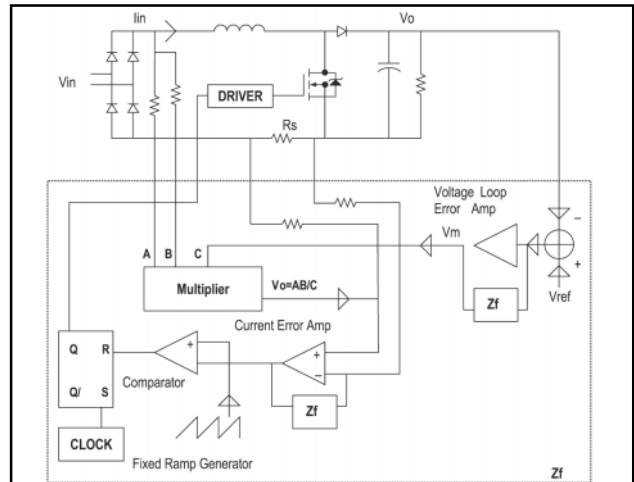 Iin
Vo
Vin
DRIVER
Rs
Voltage Loop
Error Amp
Vm
−
+
A B C
Multiplier
Vo=AB/C
Zf
Vref
Current Error Amp
Q R
Q/ S
+
Comparator
+
−
Zf
CLOCK
Fixed Ramp Generator
Zf